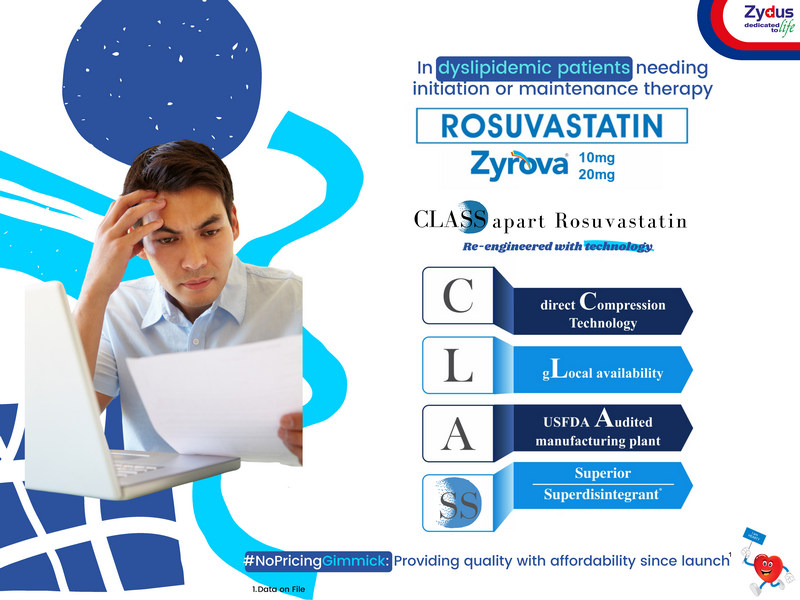 Zydus
dedicated
to life
In dyslipidemic patients needing
initiation or maintenance therapy
ROSUVASTATIN
Zyrova®
10mg
20mg
CLASS apart Rosuvastatin
Re-engineered with technology.
C
direct Compression
Technology
L
gLocal availability
A
USFDA Audited
manufacturing plant
SS
Superior
Superdisintegrant*
#NoPricingGimmick: Providing quality with affordability since launch¹
1.Data on File